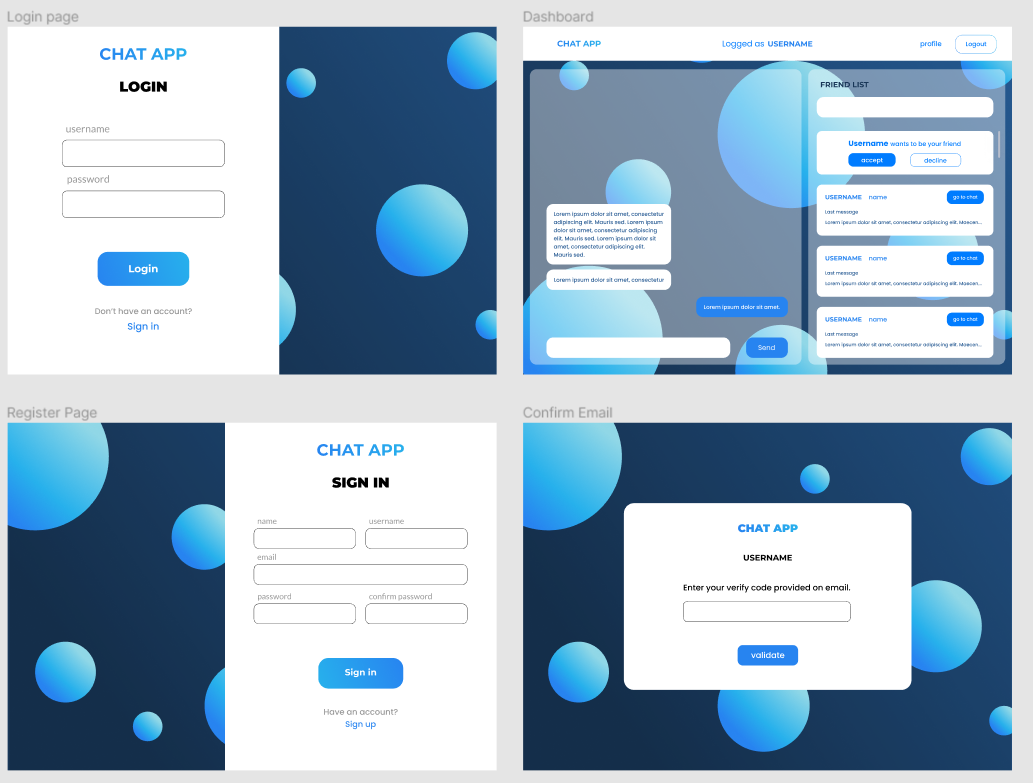 Login page
CHAT APP
LOGIN
username
password
Login
Don't have an account?
Sign in
Dashboard
CHAT APP
Logged as USERNAME
profile
Logout
Lorem ipsum dolor sit amet, consectetur
adipiscing elit. Mauris sed. Lorem ipsum
dolor sit amet, consectetur adipiscing
elit. Mauris sed. Lorem ipsum dolor sit
amet, consectetur adipiscing elit.
Mauris sed.
Lorem ipsum dolor sit amet, consectetur
Lorem ipsum dolor sit amet.
Send
FRIEND LIST
Username wants to be your friend
accept
decline
USERNAME name
go to chat
Last message
Lorem ipsum dolor sit amet, consectetur adipiscing elit. Maecen...
USERNAME name
go to chat
Last message
Lorem ipsum dolor sit amet, consectetur adipiscing elit. Maecen...
USERNAME name
go to chat
Last message
Lorem ipsum dolor sit amet, consectetur adipiscing elit. Maecen...
Register Page
CHAT APP
SIGN IN
name
username
email
password
confirm password
Sign in
Have an account?
Sign up
Confirm Email
CHAT APP
USERNAME
Enter your verify code provided on email.
validate